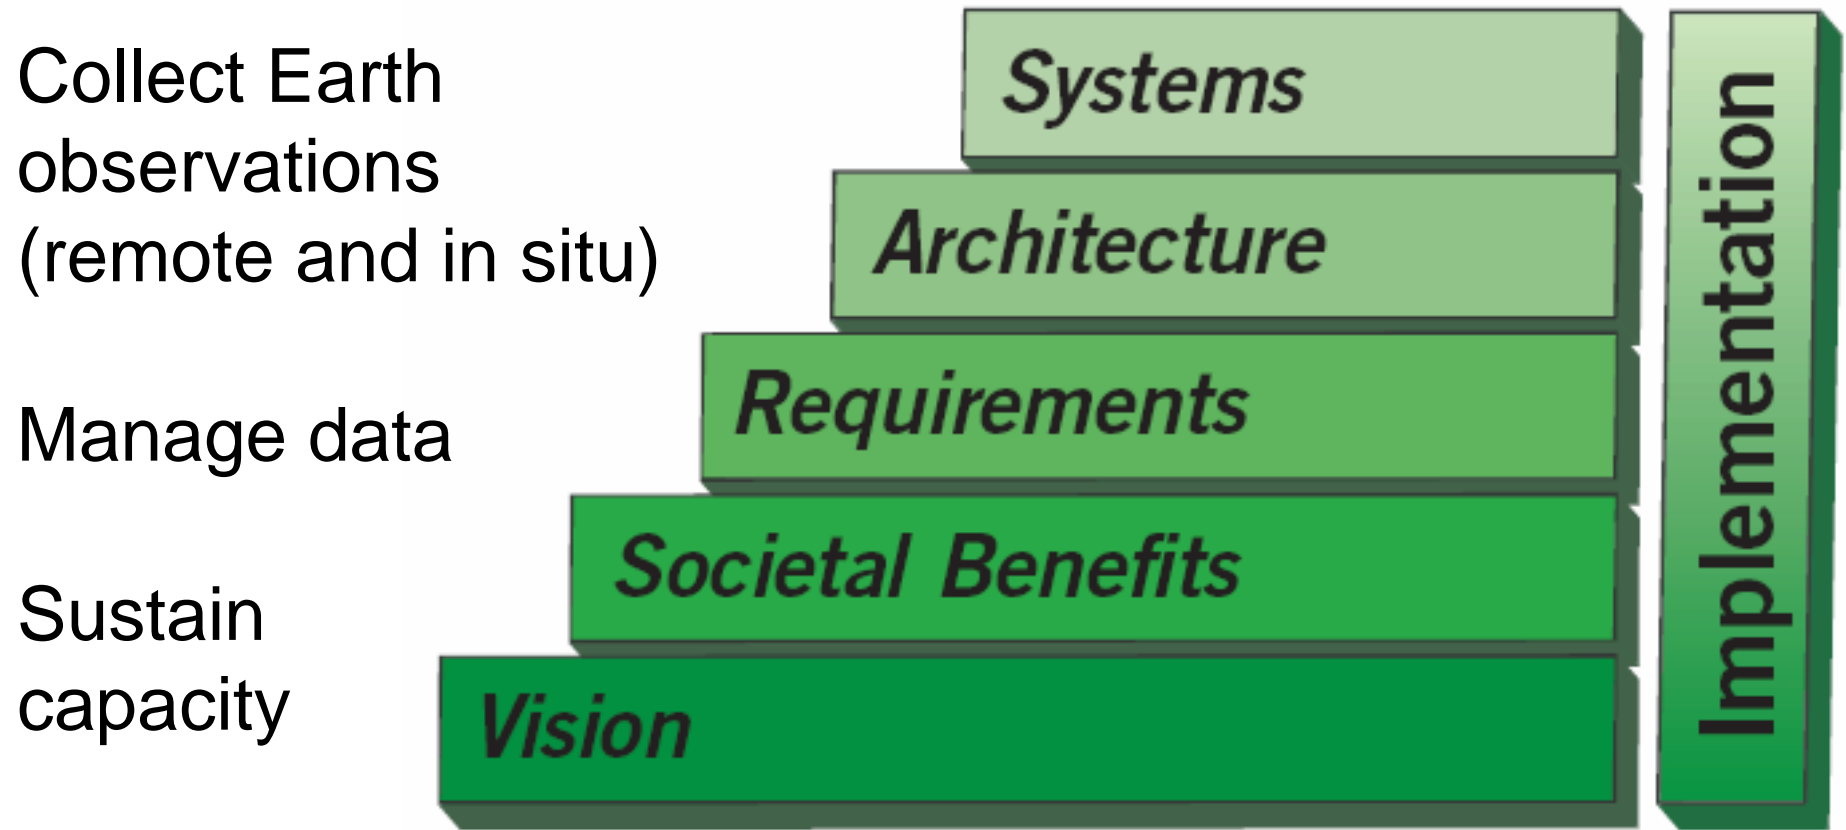 Collect Earth
observations
(remote and in situ)
Manage data
Sustain
capacity
Systems
Architecture
Requirements
Societal Benefits
Vision
Implementation